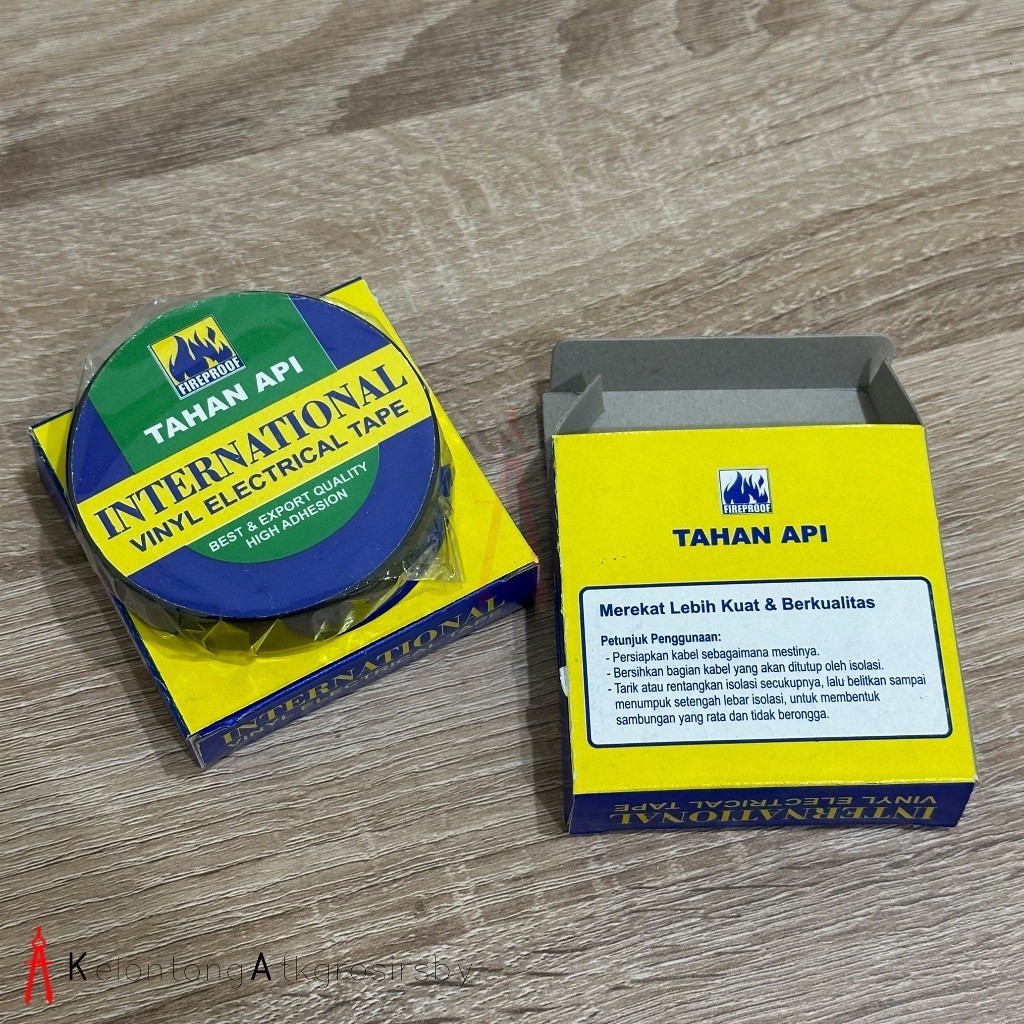 FIREPROOF
TAHAN API
INTERNATIONAL
VINYL ELECTRICAL TAPE
BEST & EXPORT QUALITY
HIGH ADHESION
INTERNATIONAL
VINYL ELECTRICAL TAPE
FIREPROOF
TAHAN API
Merekat Lebih Kuat & Berkualitas
Petunjuk Penggunaan:
- Persiapkan kabel sebagaimana mestinya.
- Bersihkan bagian kabel yang akan ditutup oleh isolasi.
- Tarik atau rentangkan isolasi secukupnya, lalu belitkan sampai
menumpuk setengah lebar isolasi, untuk membentuk
sambungan yang rata dan tidak berongga.
INTERNATIONAL
VINYL ELECTRICAL TAPE
KelontongAtkgrosirsby